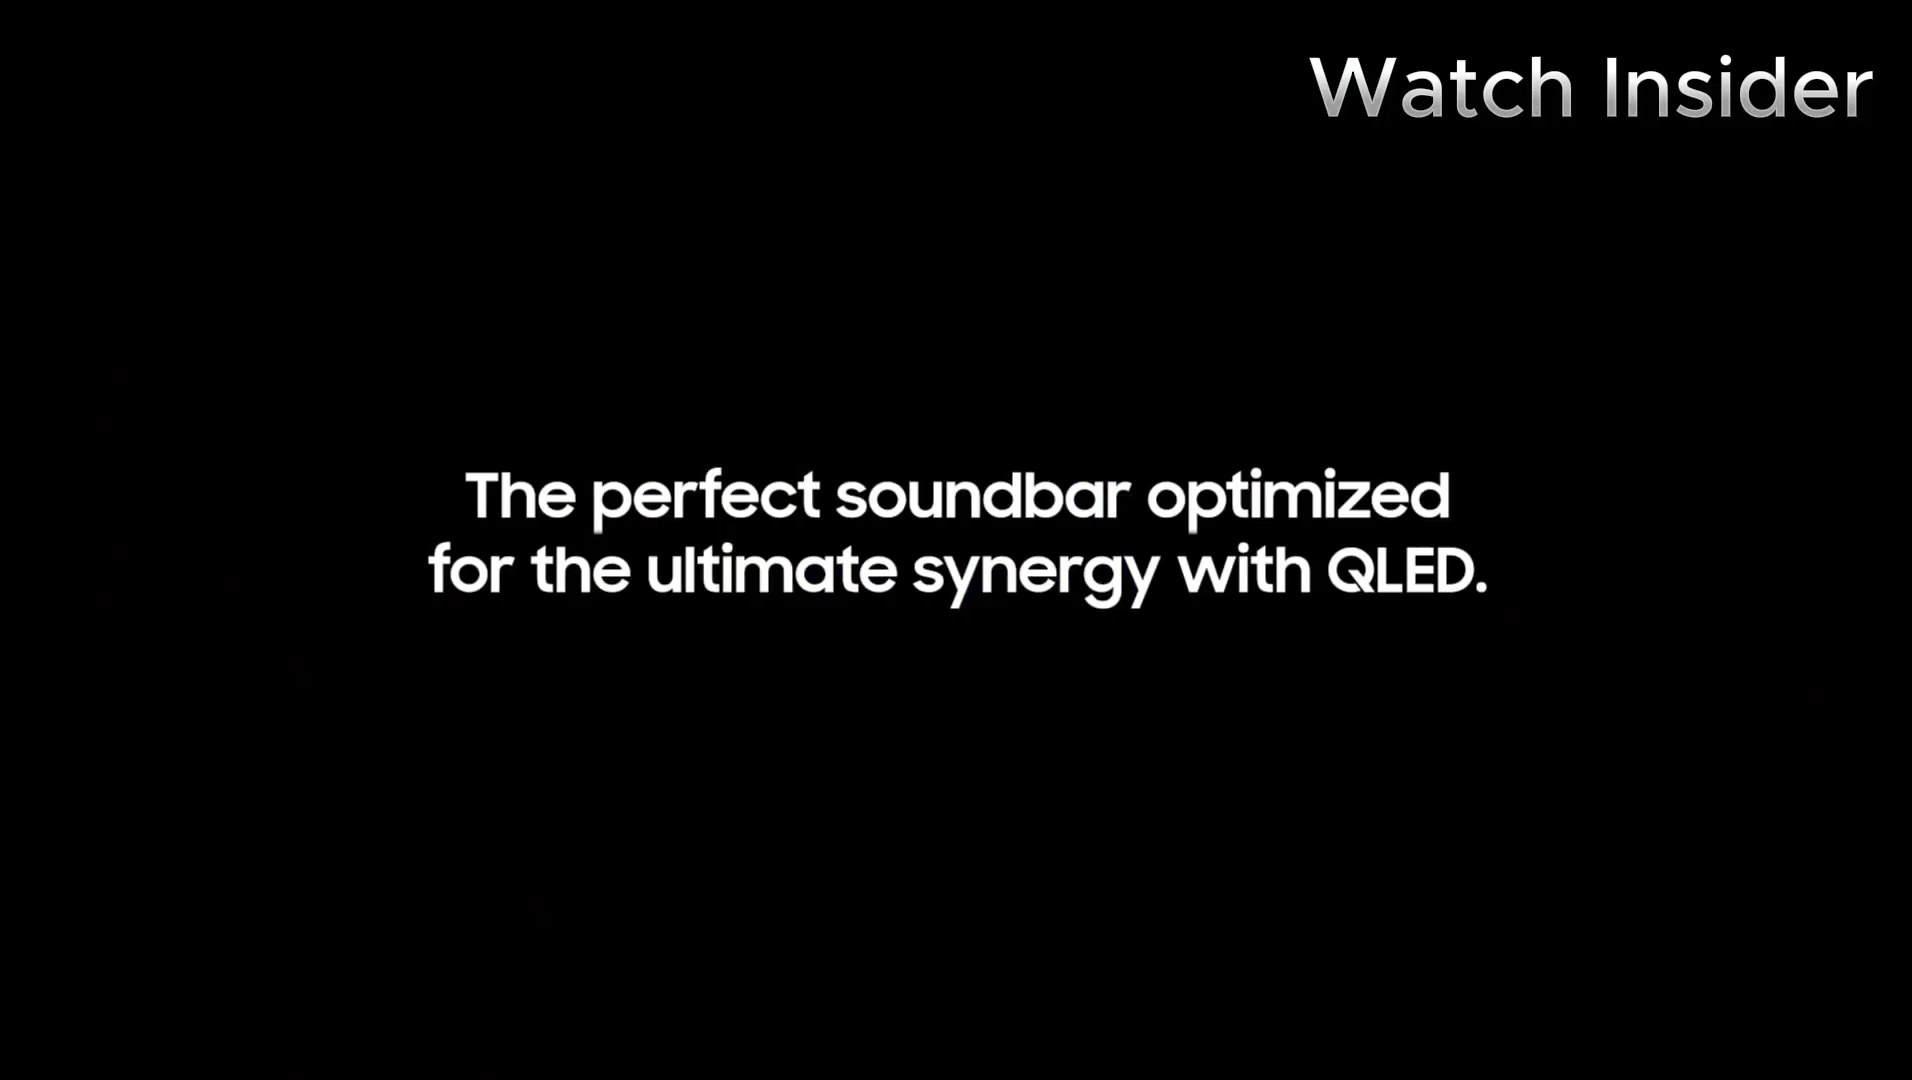 Watch Insider
The perfect soundbar optimized
for the ultimate synergy with QLED.